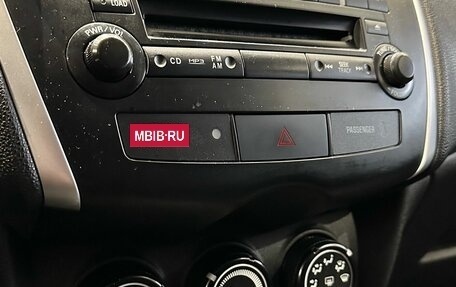 LOAD
PWR/VOL
CD MP3 FM
AM
SEEK
TRACK
MBIB-RU
PASSENGER